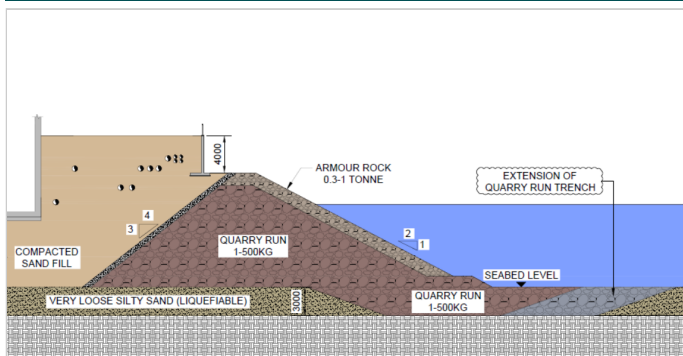 4000
ARMOUR ROCK
0.3-1 TONNE
EXTENSION OF
QUARRY RUN TRENCH
4
3
2
1
QUARRY RUN
1-500KG
COMPACTED
SAND FILL
SEABED LEVEL
VERY LOOSE SILTY SAND (LIQUEFIABLE)
3000
QUARRY RUN
1-500KG